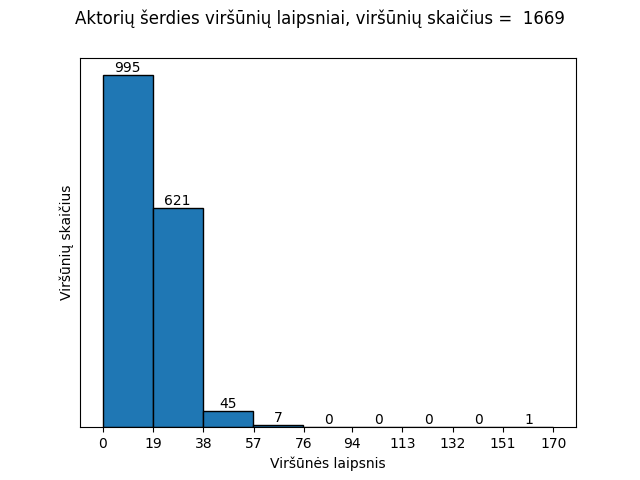 Aktorių šerdies viršūnių laipsniai, viršūnių skaičius =  1669
995
621
45
7
0
0
0
0
1
Viršūnių skaičius
0 19 38 57 76 94 113 132 151 170
Viršūnės laipsnis